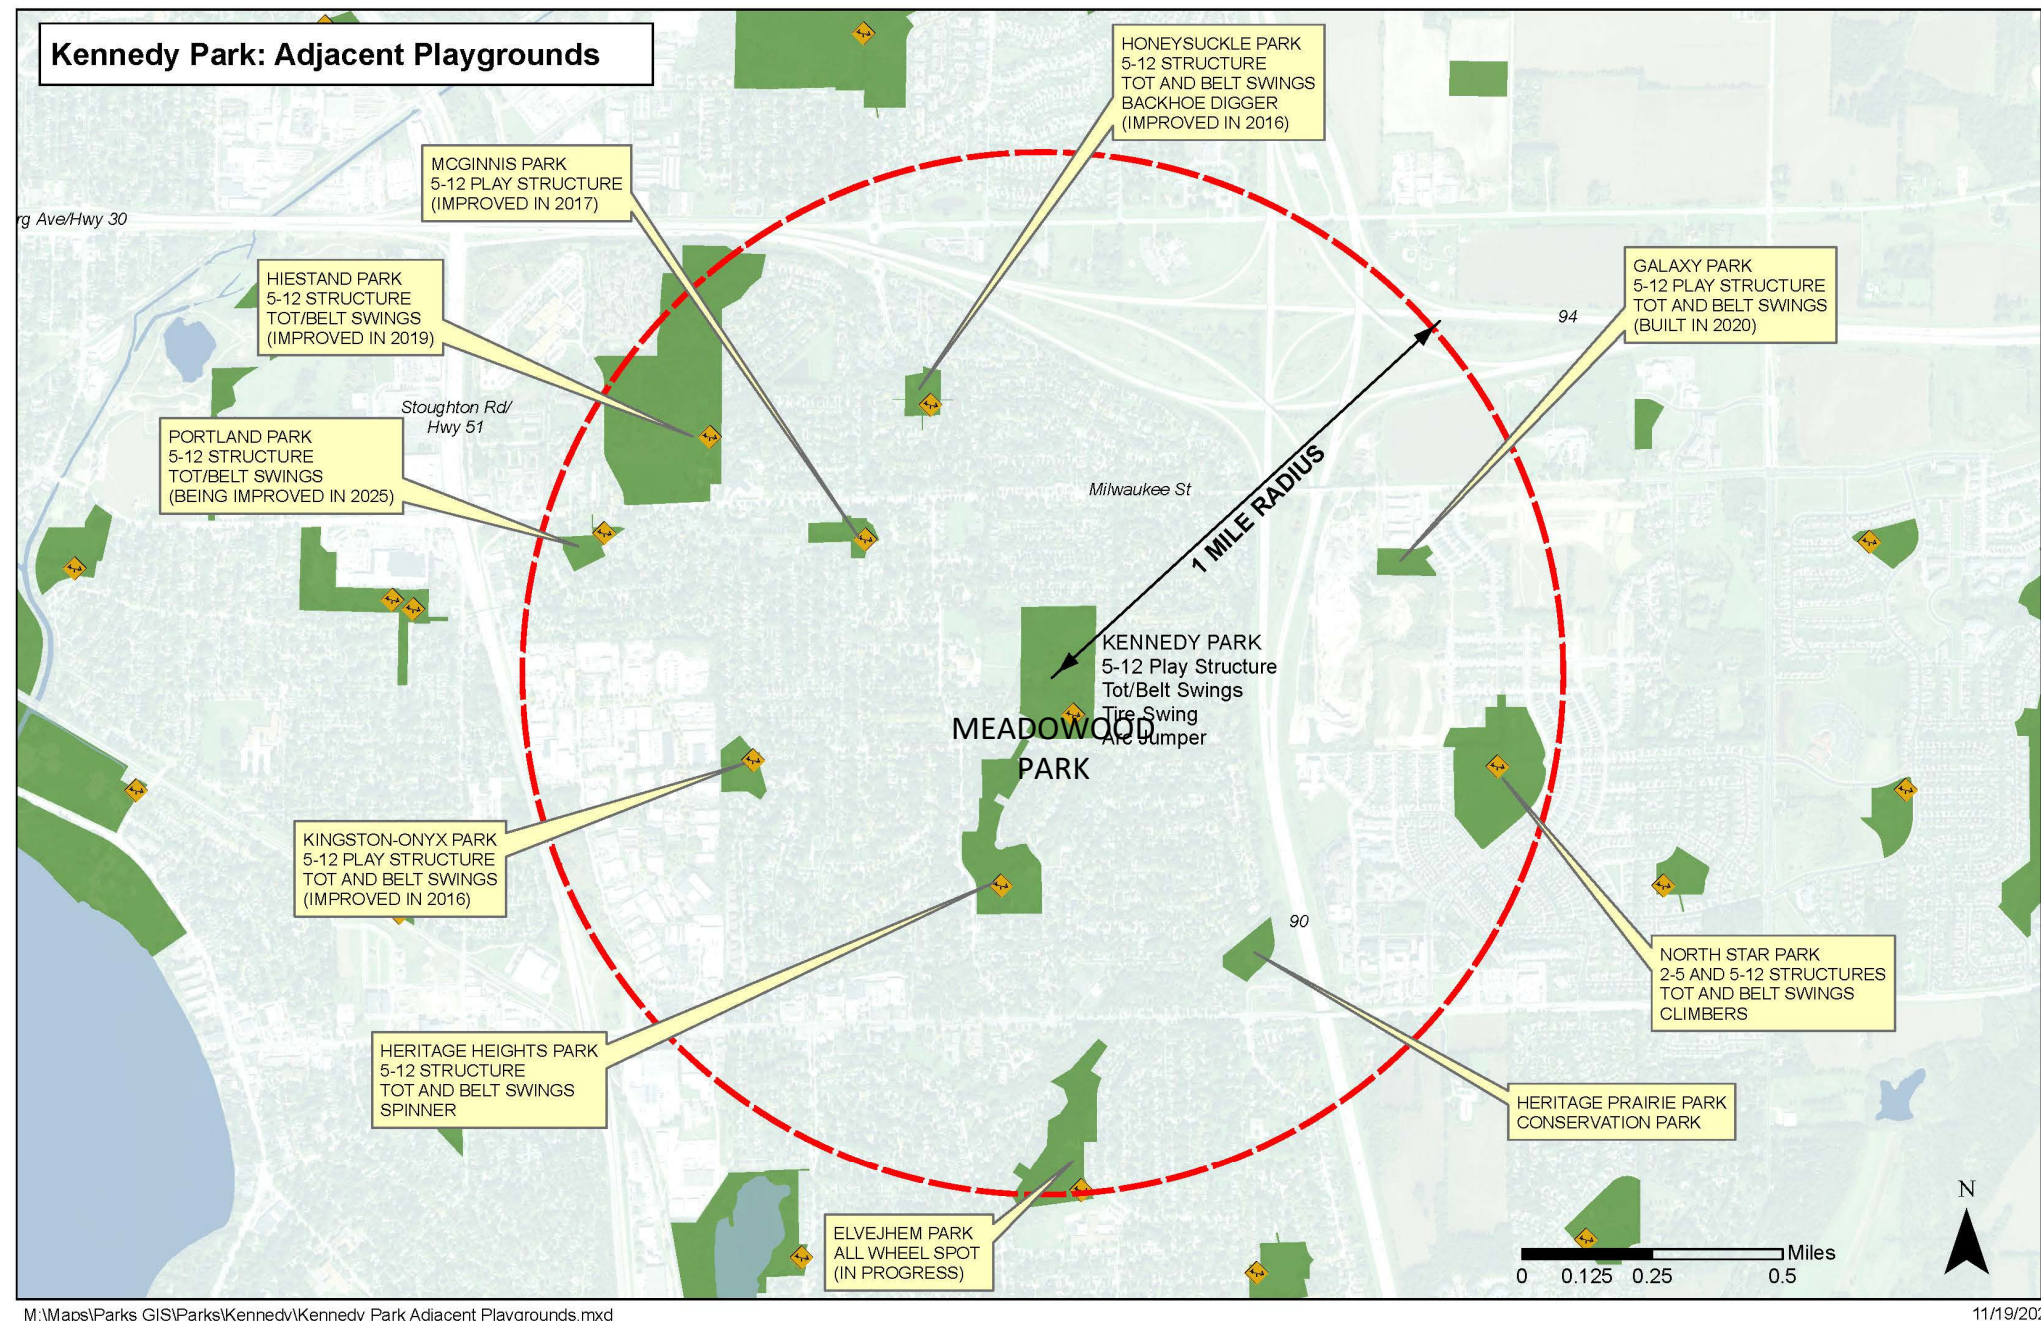 Kennedy Park: Adjacent Playgrounds
HONEYSUCKLE PARK
5-12 STRUCTURE
TOT AND BELT SWINGS
BACKHOE DIGGER
(IMPROVED IN 2016)
MCGINNIS PARK
5-12 PLAY STRUCTURE
(IMPROVED IN 2017)
rg Ave/Hwy 30
HIESTAND PARK
5-12 STRUCTURE
TOT/BELT SWINGS
(IMPROVED IN 2019)
GALAXY PARK
5-12 PLAY STRUCTURE
TOT AND BELT SWINGS
(BUILT IN 2020)
94
Stoughton Rd/
Hwy 51
PORTLAND PARK
5-12 STRUCTURE
TOT/BELT SWINGS
(BEING IMPROVED IN 2025)
Milwaukee St
1 MILE RADIUS
KENNEDY PARK
5-12 Play Structure
Tot/Belt Swings
Tire Swing
Arc Jumper
MEADOWOOD
PARK
KINGSTON-ONYX PARK
5-12 PLAY STRUCTURE
TOT AND BELT SWINGS
(IMPROVED IN 2016)
90
NORTH STAR PARK
2-5 AND 5-12 STRUCTURES
TOT AND BELT SWINGS
CLIMBERS
HERITAGE HEIGHTS PARK
5-12 STRUCTURE
TOT AND BELT SWINGS
SPINNER
HERITAGE PRAIRIE PARK
CONSERVATION PARK
ELVEJHEM PARK
ALL WHEEL SPOT
(IN PROGRESS)
N
Miles
0 0.125 0.25 0.5
M:\Maps\Parks GIS\Parks\Kennedy\Kennedy Park Adjacent Playgrounds.mxd
11/19/202